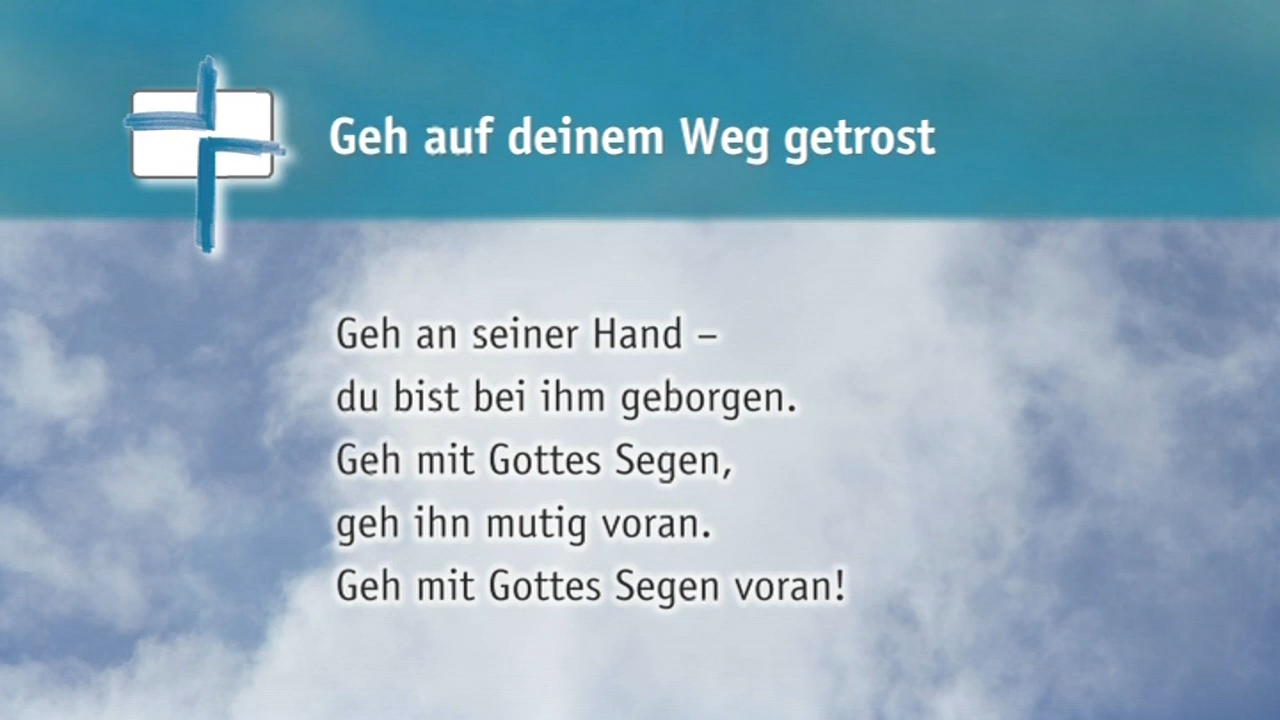 Geh auf deinem Weg getrost
Geh an seiner Hand –
du bist bei ihm geborgen.
Geh mit Gottes Segen,
geh ihn mutig voran.
Geh mit Gottes Segen voran!